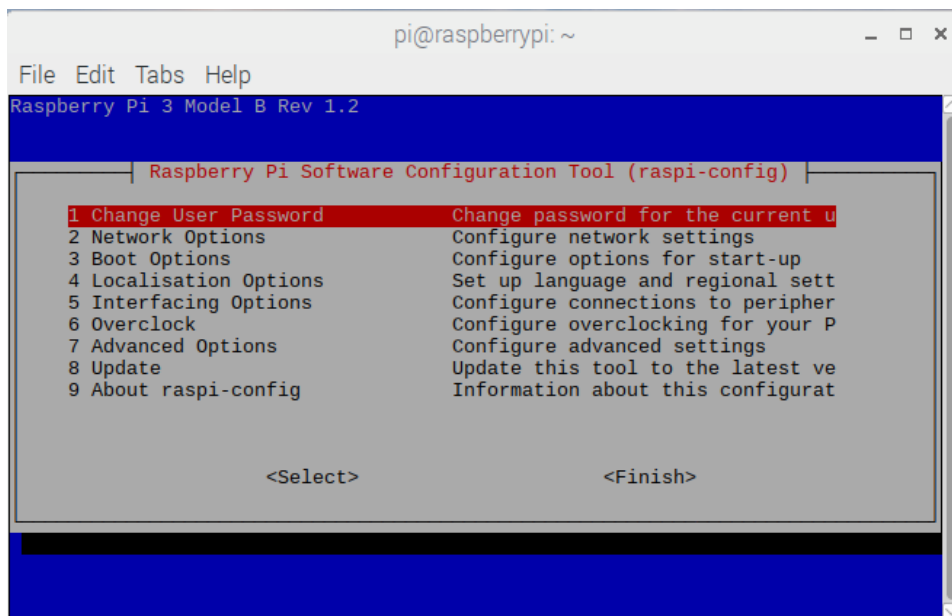 pi@raspberrypi: ~
File Edit Tabs Help
Raspberry Pi 3 Model B Rev 1.2
Raspberry Pi Software Configuration Tool (raspi-config)
1 Change User Password Change password for the current u
2 Network Options Configure network settings
3 Boot Options Configure options for start-up
4 Localisation Options Set up language and regional sett
5 Interfacing Options Configure connections to peripher
6 Overclock Configure overclocking for your P
7 Advanced Options Configure advanced settings
8 Update Update this tool to the latest ve
9 About raspi-config Information about this configurat
<Select> <Finish>